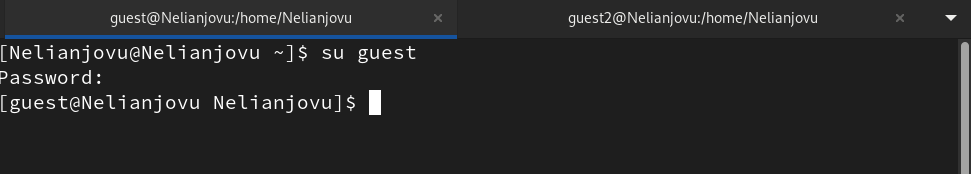 guest@Nelianjovu:/home/Nelianjovu × guest2@Nelianjovu:/home/Nelianjovu ×
[Nelianjovu@Nelianjovu ~]$ su guest
Password:
[guest@Nelianjovu Nelianjovu]$